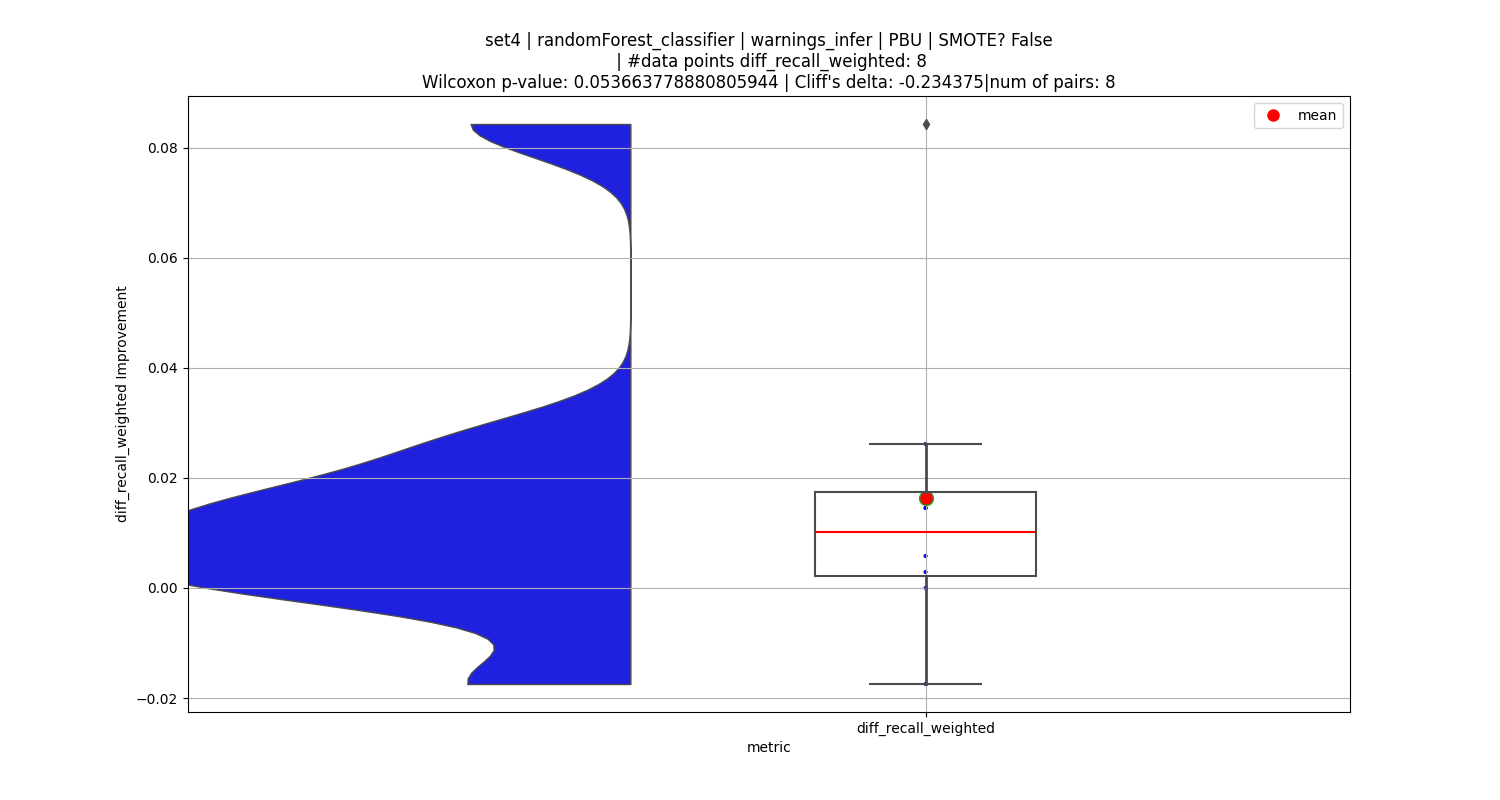 set4 | randomForest_classifier | warnings_infer | PBU | SMOTE? False
| #data points diff_recall_weighted: 8
Wilcoxon p-value: 0.053663778880805944 | Cliff's delta: -0.234375|num of pairs: 8
mean
0.08
0.06
0.04
0.02
0.00
−0.02
diff_recall_weighted Improvement
diff_recall_weighted
metric